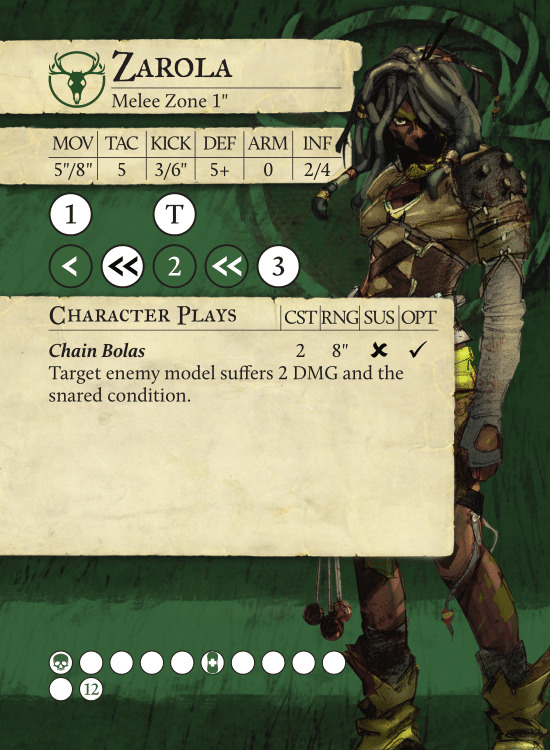 Zarola
Melee Zone 1"
MOV TAC KICK DEF ARM INF
5"/8" 5 3/6" 5+ 0 2/4
1 T
< << 2 << 3
Character Plays CST RNG SUS OPT
Chain Bolas 2 8" ✘ ✓
Target enemy model suffers 2 DMG and the
snared condition.
12